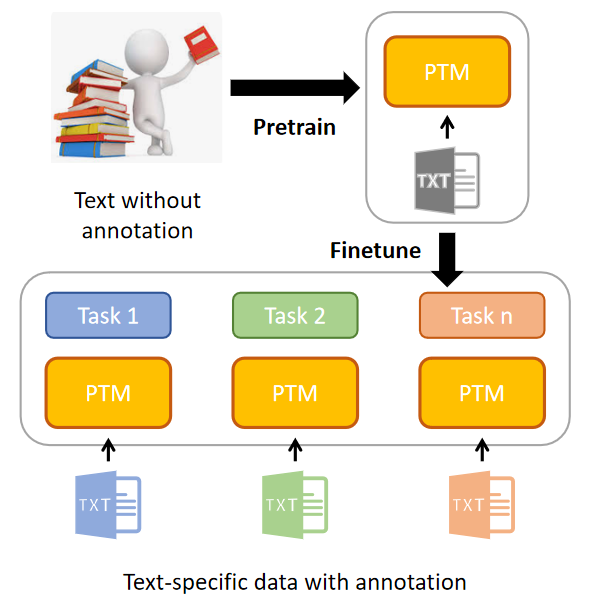 PTM
Pretrain
TXT
Text without
annotation
Finetune
Task 1
Task 2
Task n
PTM
PTM
PTM
TXT
TXT
TXT
Text-specific data with annotation